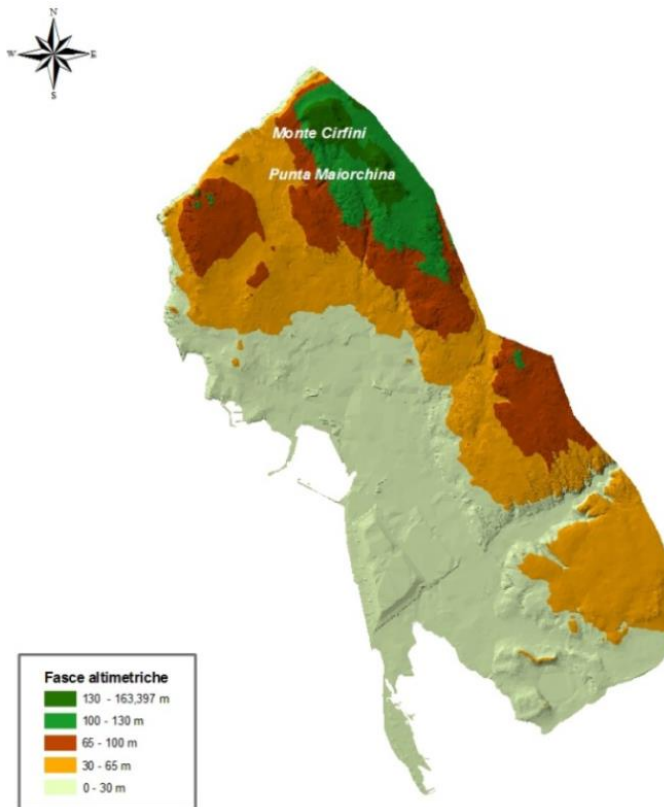 N
W E
S
Monte Cirfini
Punta Maiorchina
Fasce altimetriche
130 - 163,397 m
100 - 130 m
65 - 100 m
30 - 65 m
0 - 30 m